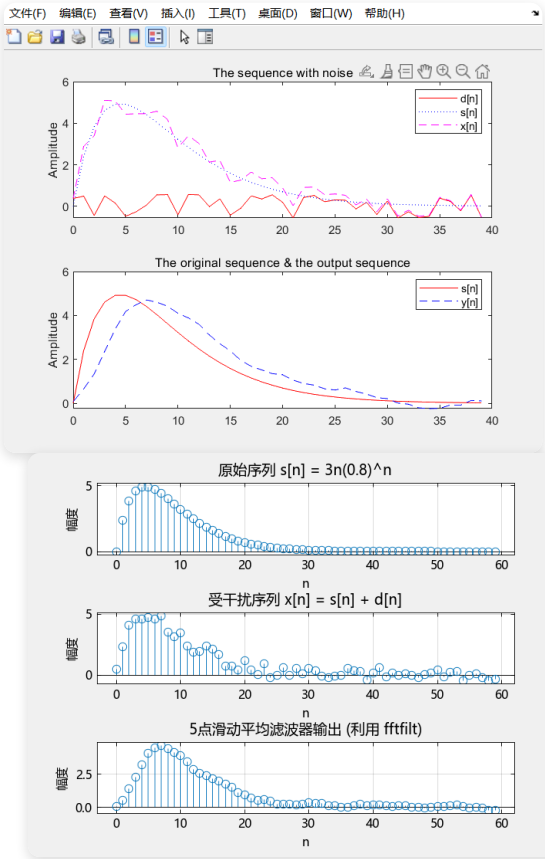 文件(F) 编辑(E) 查看(V) 插入(I) 工具(T) 桌面(D) 窗口(W) 帮助(H)
The sequence with noise
6
4
2
0
Amplitude
d[n]
s[n]
x[n]
0 5 10 15 20 25 30 35 40
The original sequence & the output sequence
6
4
2
0
Amplitude
s[n]
y[n]
0 5 10 15 20 25 30 35 40
原始序列 s[n] = 3n(0.8)^n
5
0
幅度
0 10 20 30 40 50 60
n
受干扰序列 x[n] = s[n] + d[n]
5
0
幅度
0 10 20 30 40 50 60
n
5点滑动平均滤波器输出 (利用 fftfilt)
2.5
0.0
幅度
0 10 20 30 40 50 60
n